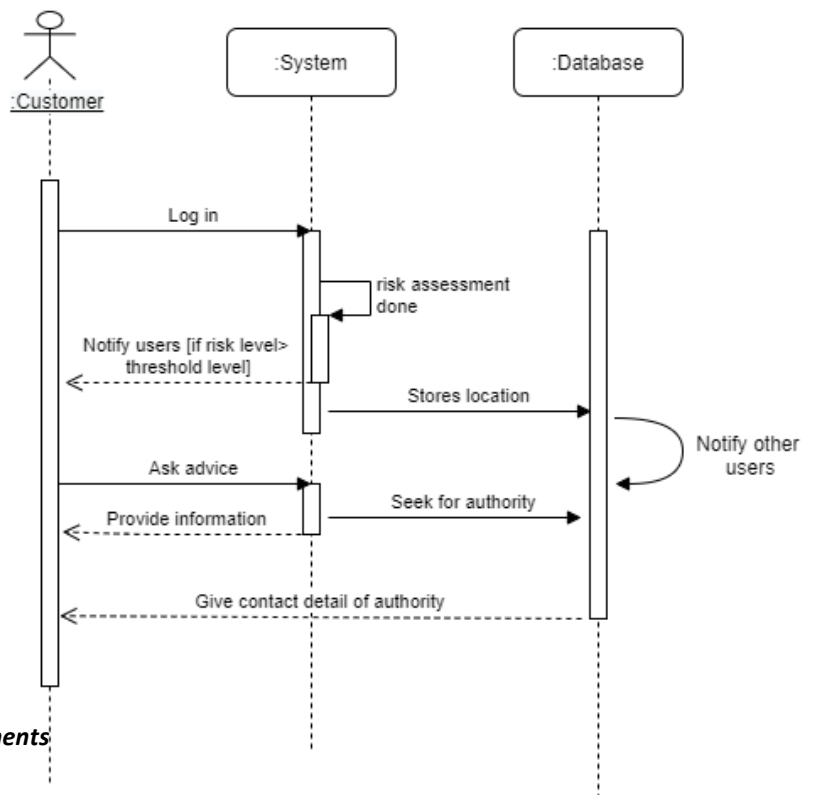 :System
:Database
:Customer
Log in
risk assessment
done
Notify users [if risk level>
threshold level]
Stores location
Notify other
users
Ask advice
Seek for authority
Provide information
Give contact detail of authority